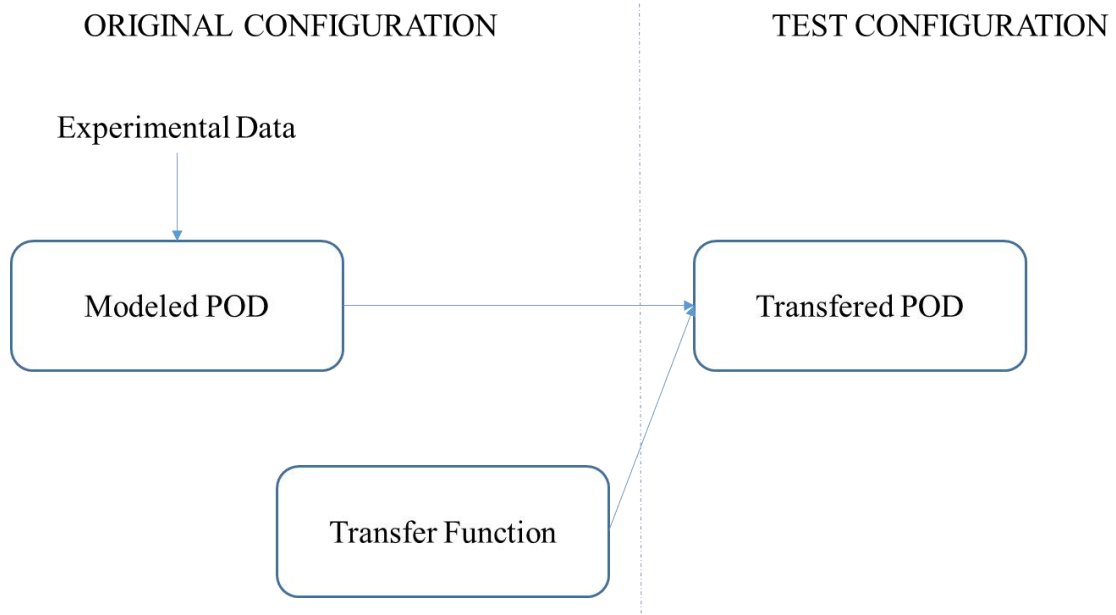 ORIGINAL CONFIGURATION
TEST CONFIGURATION
Experimental Data
Modeled POD
Transfered POD
Transfer Function